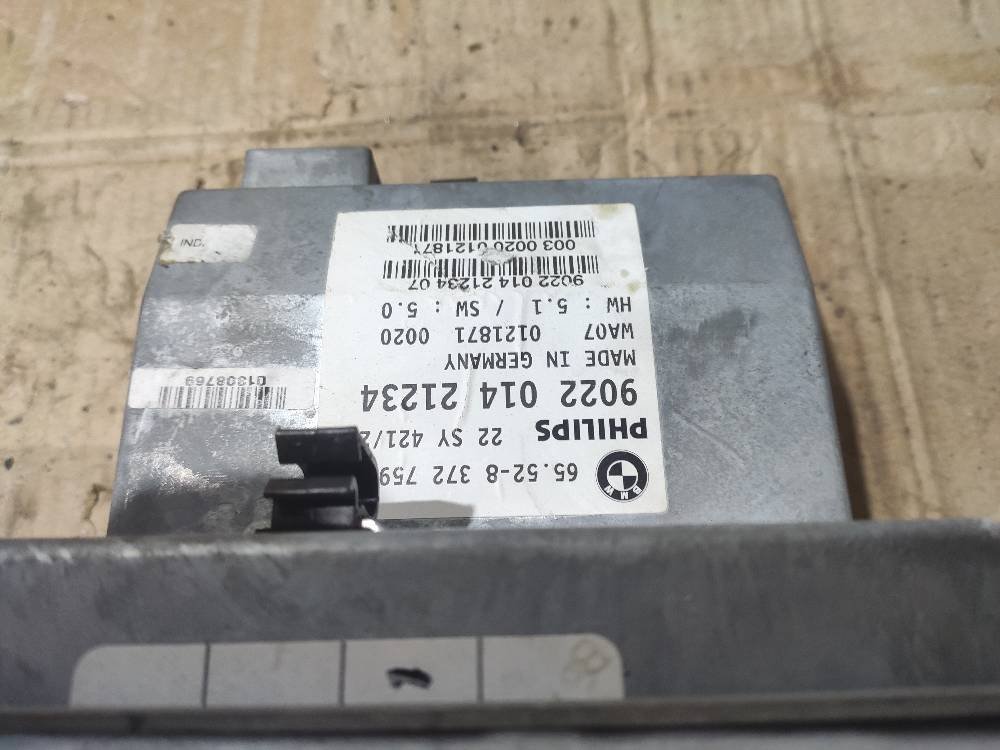 BMW
65.52-8 372 759
PHILIPS 22 SY 421/2
9022 014 21234
MADE IN GERMANY
WA07 0121871 0020
HW : 5.1 / SW : 5.0
9022 014 21234 07
003 0020 0121871
IND.